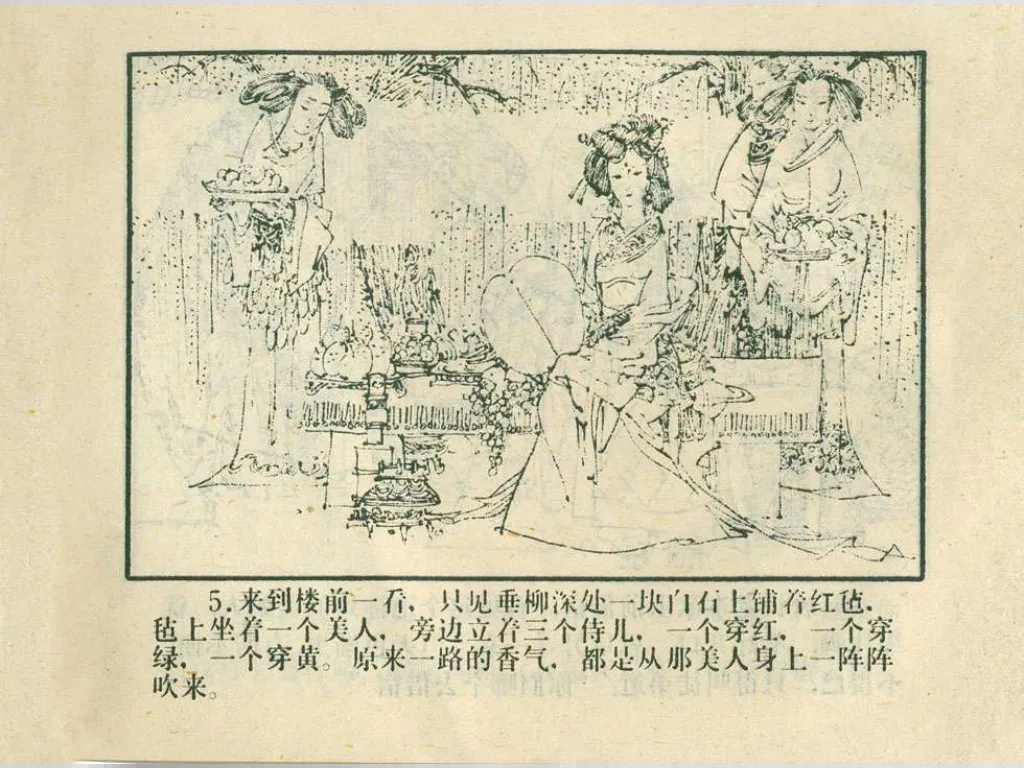 5.来到楼前一看，只见垂柳深处一块白石上铺着红毡，
毡上坐着一个美人，旁边立着三个侍儿，一个穿红，一个穿
绿，一个穿黄。原来一路的香气，都是从那美人身上一阵阵
吹来。